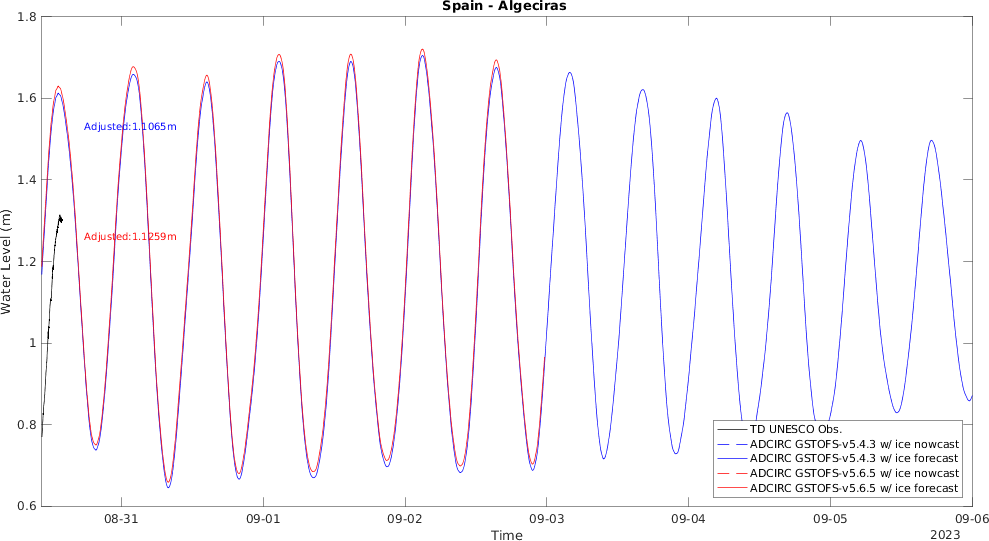 Spain - Algeciras
1.8
1.6
1.4
1.2
1
0.8
0.6
Water Level (m)
Adjusted:1.1065m
Adjusted:1.1259m
TD UNESCO Obs.
ADCIRC GSTOFS-v5.4.3 w/ ice nowcast
ADCIRC GSTOFS-v5.4.3 w/ ice forecast
ADCIRC GSTOFS-v5.6.5 w/ ice nowcast
ADCIRC GSTOFS-v5.6.5 w/ ice forecast
08-31 09-01 09-02 09-03 09-04 09-05 09-06
Time
2023